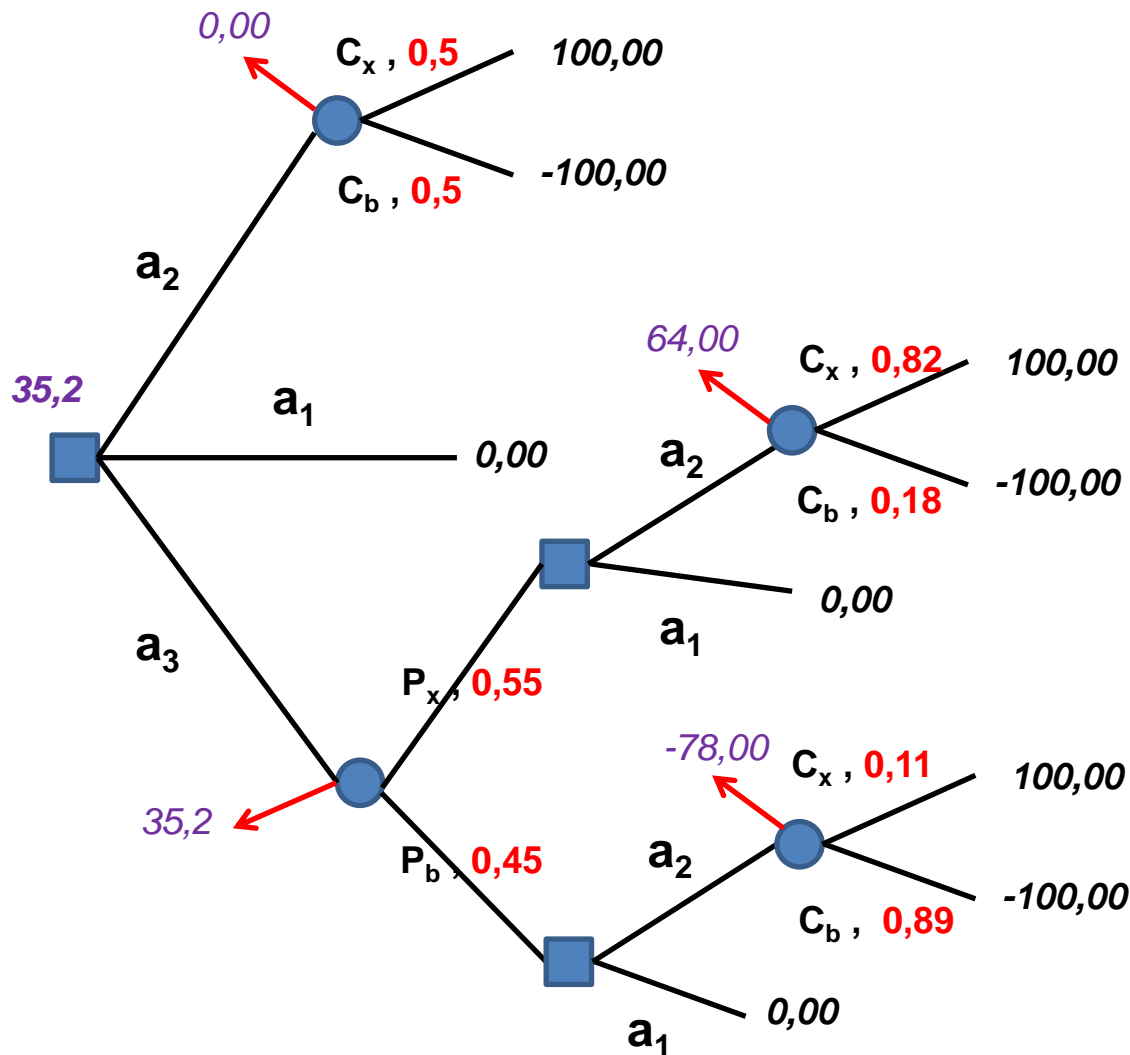 0,00
Cx , 0,5
100,00
Cb , 0,5
-100,00
a2
64,00
Cx , 0,82
100,00
35,2
a1
0,00
a2
Cb , 0,18
-100,00
0,00
a3
a1
Px , 0,55
-78,00
Cx , 0,11
100,00
35,2
Pb , 0,45
a2
-100,00
Cb , 0,89
0,00
a1